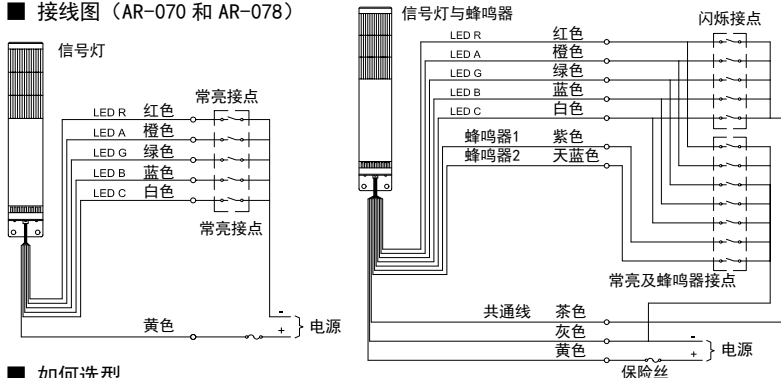 ■ 接线图（AR-070 和 AR-078）
信号灯
常亮接点
LED R 红色
LED A 橙色
LED G 绿色
LED B 蓝色
LED C 白色
常亮接点
-
黄色 + 电源
信号灯与蜂鸣器
闪烁接点
LED R 红色
LED A 橙色
LED G 绿色
LED B 蓝色
LED C 白色
蜂鸣器1 紫色
蜂鸣器2 天蓝色
常亮及蜂鸣器接点
共通线 茶色
灰色 -
黄色 + 电源
保险丝
■ 如何选型